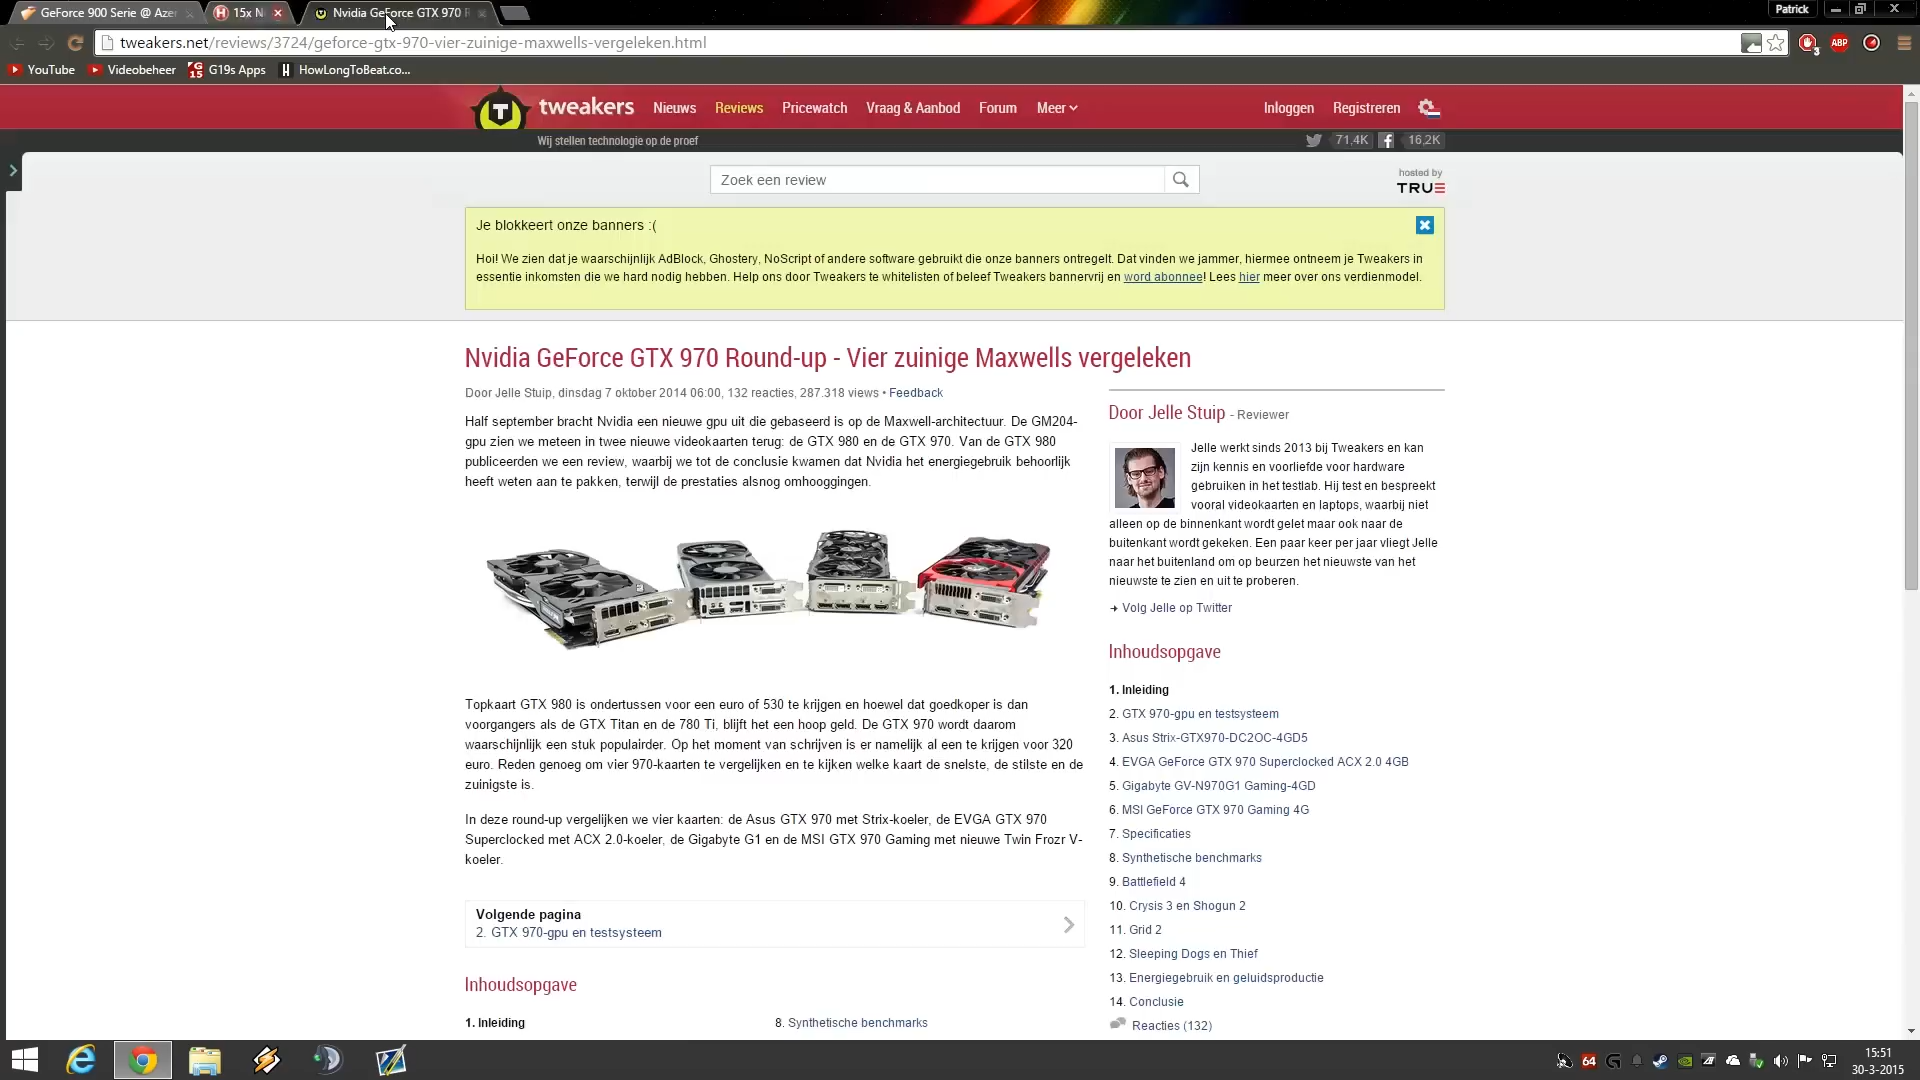 GeForce 900 Serie @ Azer
15x N
Nvidia GeForce GTX 970 R
Patrick
tweakers.net/reviews/3724/geforce-gtx-970-vier-zuinige-maxwells-vergeleken.html
ABP
3
YouTube
Videobeheer
G19s Apps
HowLongToBeat.co...
tweakers
Nieuws
Reviews
Pricewatch
Vraag & Aanbod
Forum
Meer
Inloggen
Registreren
Wij stellen technologie op de proef
71,4K
16,2K
Zoek een review
hosted by
TRUE
Je blokkeert onze banners :(
Hoi! We zien dat je waarschijnlijk AdBlock, Ghostery, NoScript of andere software gebruikt die onze banners ontregelt. Dat vinden we jammer, hiermee ontneem je Tweakers in
essentie inkomsten die we hard nodig hebben. Help ons door Tweakers te whitelisten of beleef Tweakers bannervrij en word abonnee! Lees hier meer over ons verdienmodel.
Nvidia GeForce GTX 970 Round-up - Vier zuinige Maxwells vergeleken
Door Jelle Stuip, dinsdag 7 oktober 2014 06:00, 132 reacties, 287.318 views • Feedback
Half september bracht Nvidia een nieuwe gpu uit die gebaseerd is op de Maxwell-architectuur. De GM204-
gpu zien we meteen in twee nieuwe videokaarten terug: de GTX 980 en de GTX 970. Van de GTX 980
publiceerden we een review, waarbij we tot de conclusie kwamen dat Nvidia het energiegebruik behoorlijk
heeft weten aan te pakken, terwijl de prestaties alsnog omhooggingen.
Topkaart GTX 980 is ondertussen voor een euro of 530 te krijgen en hoewel dat goedkoper is dan
voorgangers als de GTX Titan en de 780 Ti, blijft het een hoop geld. De GTX 970 wordt daarom
waarschijnlijk een stuk populairder. Op het moment van schrijven is er namelijk al een te krijgen voor 320
euro. Reden genoeg om vier 970-kaarten te vergelijken en te kijken welke kaart de snelste, de stilste en de
zuinigste is.
In deze round-up vergelijken we vier kaarten: de Asus GTX 970 met Strix-koeler, de EVGA GTX 970
Superclocked met ACX 2.0-koeler, de Gigabyte G1 en de MSI GTX 970 Gaming met nieuwe Twin Frozr V-
koeler.
Volgende pagina
2. GTX 970-gpu en testsysteem
Inhoudsopgave
1. Inleiding
8. Synthetische benchmarks
Door Jelle Stuip - Reviewer
Jelle werkt sinds 2013 bij Tweakers en kan
zijn kennis en voorliefde voor hardware
gebruiken in het testlab. Hij test en bespreekt
vooral videokaarten en laptops, waarbij niet
alleen op de binnenkant wordt gelet maar ook naar de
buitenkant wordt gekeken. Een paar keer per jaar vliegt Jelle
naar het buitenland om op beurzen het nieuwste van het
nieuwste te zien en uit te proberen.
Volg Jelle op Twitter
Inhoudsopgave
1. Inleiding
2. GTX 970-gpu en testsysteem
3. Asus Strix-GTX970-DC2OC-4GD5
4. EVGA GeForce GTX 970 Superclocked ACX 2.0 4GB
5. Gigabyte GV-N970G1 Gaming-4GD
6. MSI GeForce GTX 970 Gaming 4G
7. Specificaties
8. Synthetische benchmarks
9. Battlefield 4
10. Crysis 3 en Shogun 2
11. Grid 2
12. Sleeping Dogs en Thief
13. Energiegebruik en geluidsproductie
14. Conclusie
Reacties (132)
64
15:51
30-3-2015